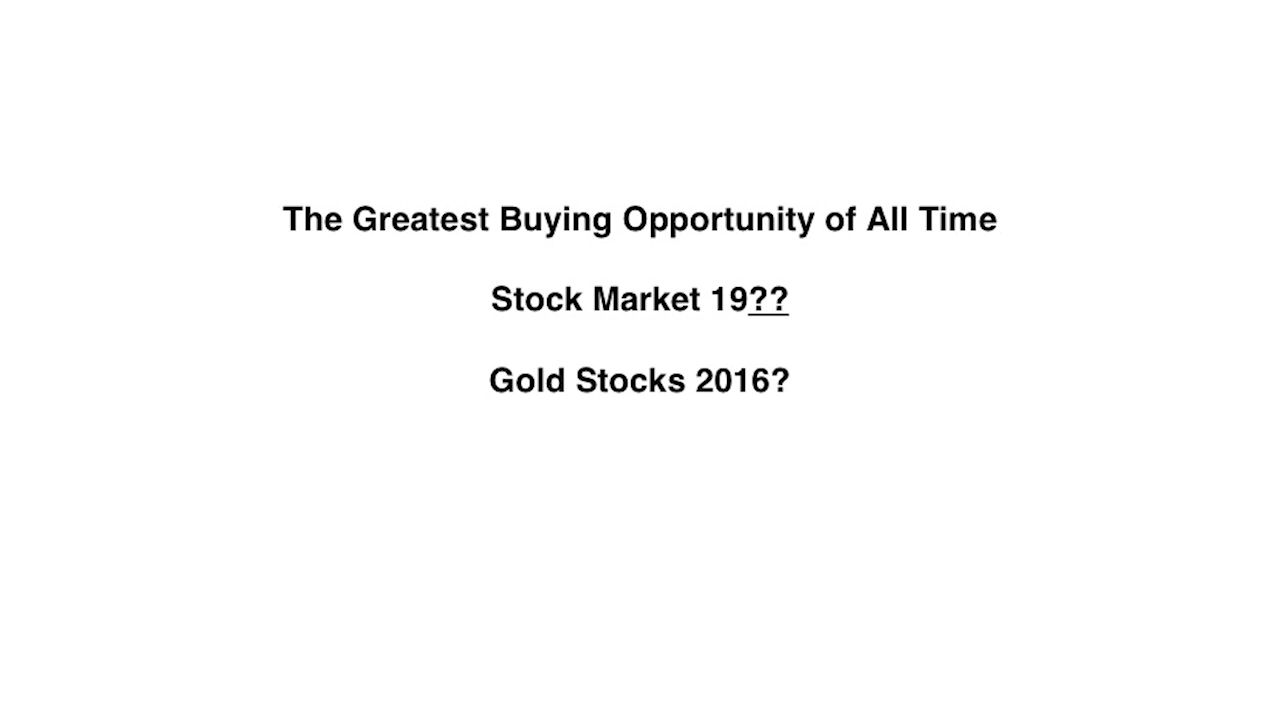 The Greatest Buying Opportunity of All Time
Stock Market 19??
Gold Stocks 2016?